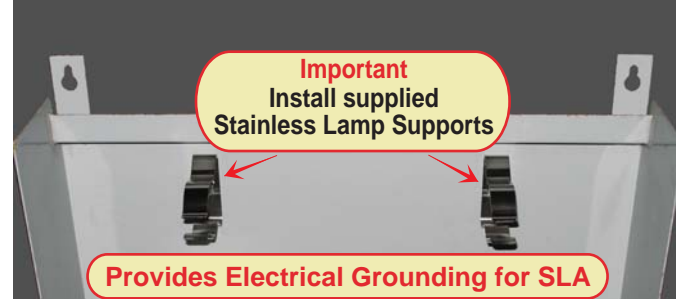 Important
Install supplied
Stainless Lamp Supports
Provides Electrical Grounding for SLA